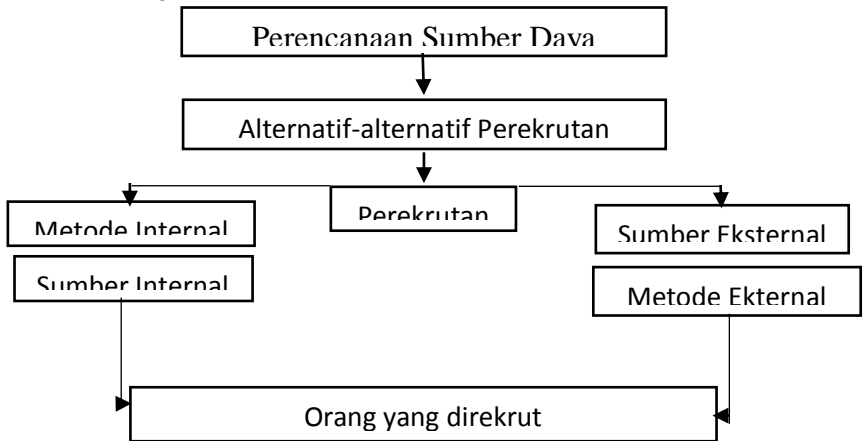 Perencanaan Sumber Daya
Alternatif-alternatif Perekrutan
Perekrutan
Metode Internal
Sumber Eksternal
Sumber Internal
Metode Ekternal
Orang yang direkrut